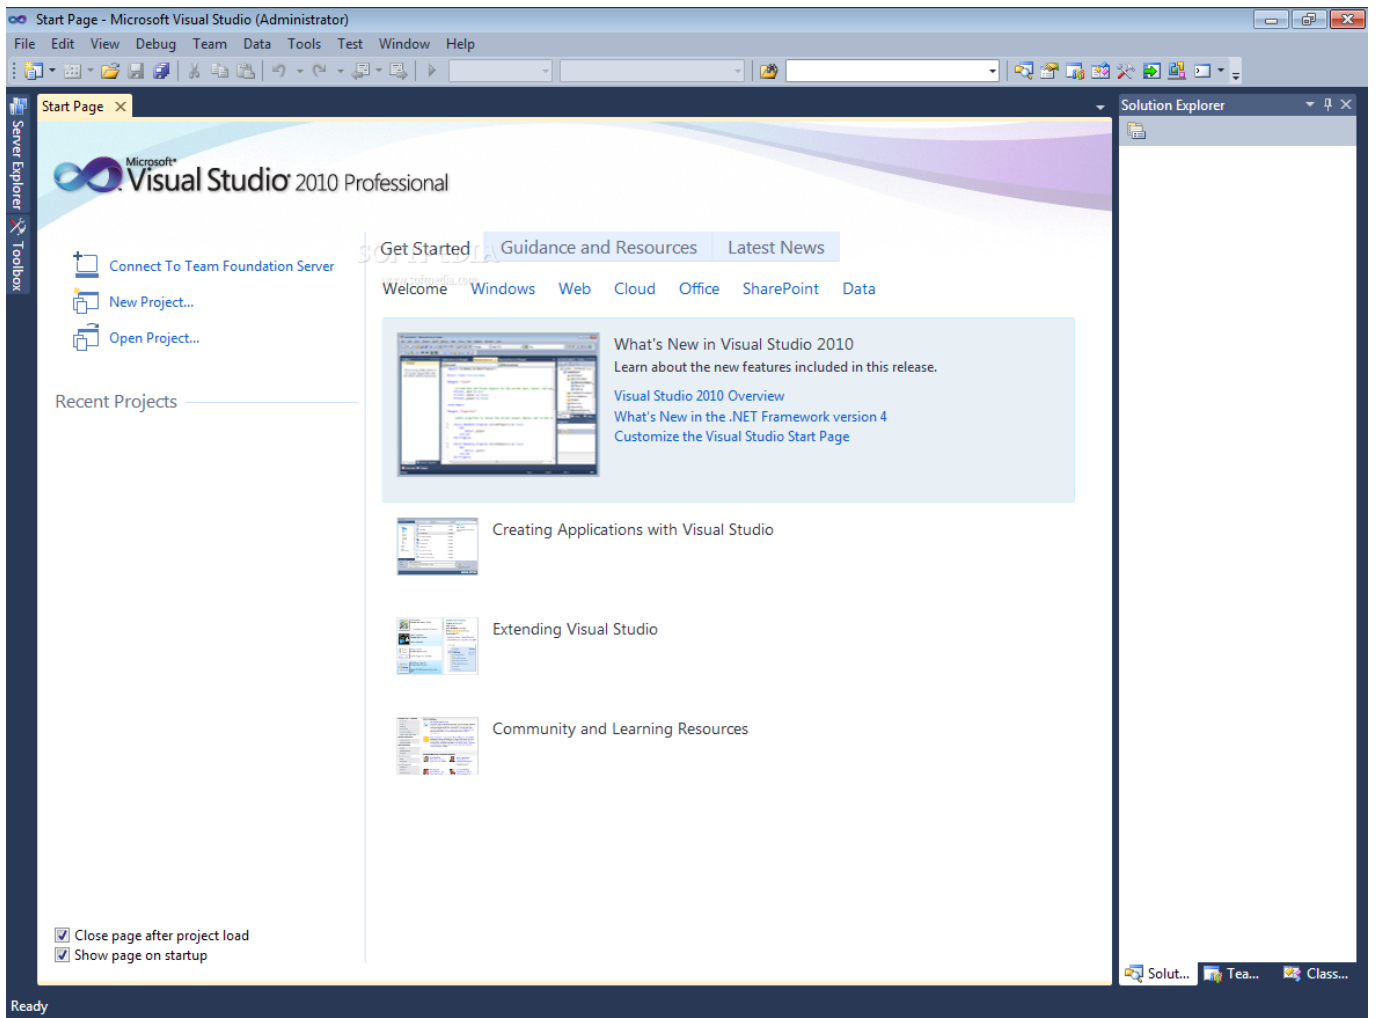 Start Page - Microsoft Visual Studio (Administrator)
File Edit View Debug Team Data Tools Test Window Help
Server Explorer
Toolbox
Start Page
Microsoft®
Visual Studio® 2010 Professional
Connect To Team Foundation Server
New Project...
Open Project...
Recent Projects
Close page after project load
Show page on startup
Get Started Guidance and Resources Latest News
SOFTPEDIA
www.softpedia.com
Welcome Windows Web Cloud Office SharePoint Data
What's New in Visual Studio 2010
Learn about the new features included in this release.
Visual Studio 2010 Overview
What's New in the .NET Framework version 4
Customize the Visual Studio Start Page
Creating Applications with Visual Studio
Extending Visual Studio
Community and Learning Resources
Solution Explorer
Solut... Tea... Class...
Ready